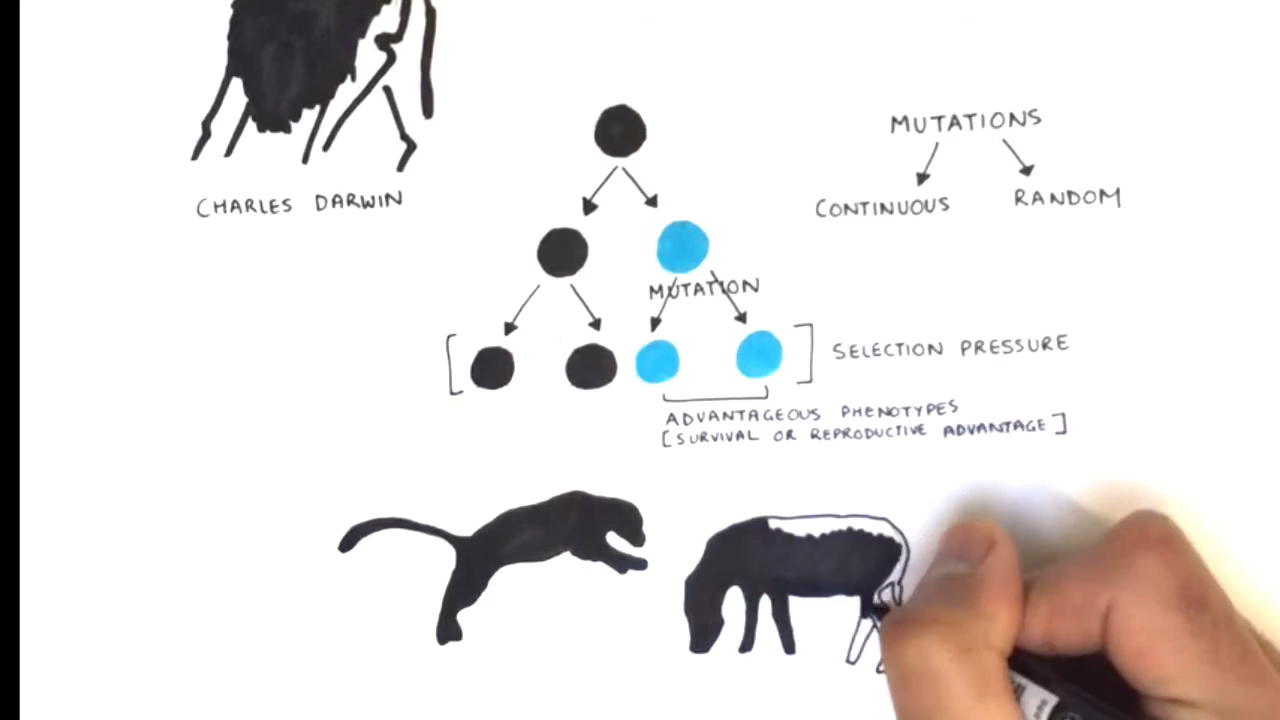 CHARLES DARWIN
MUTATIONS
CONTINUOUS
RANDOM
MUTATION
SELECTION PRESSURE
ADVANTAGEOUS PHENOTYPES
[SURVIVAL OR REPRODUCTIVE ADVANTAGE]